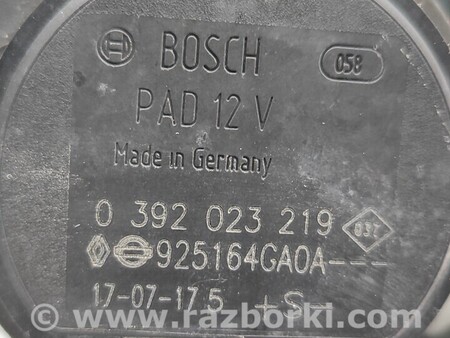 BOSCH 058
PAD 12 V
Made in Germany
0 392 023 219
925164GA0A---
17-07-17.5 +S-
© www.razborki.com